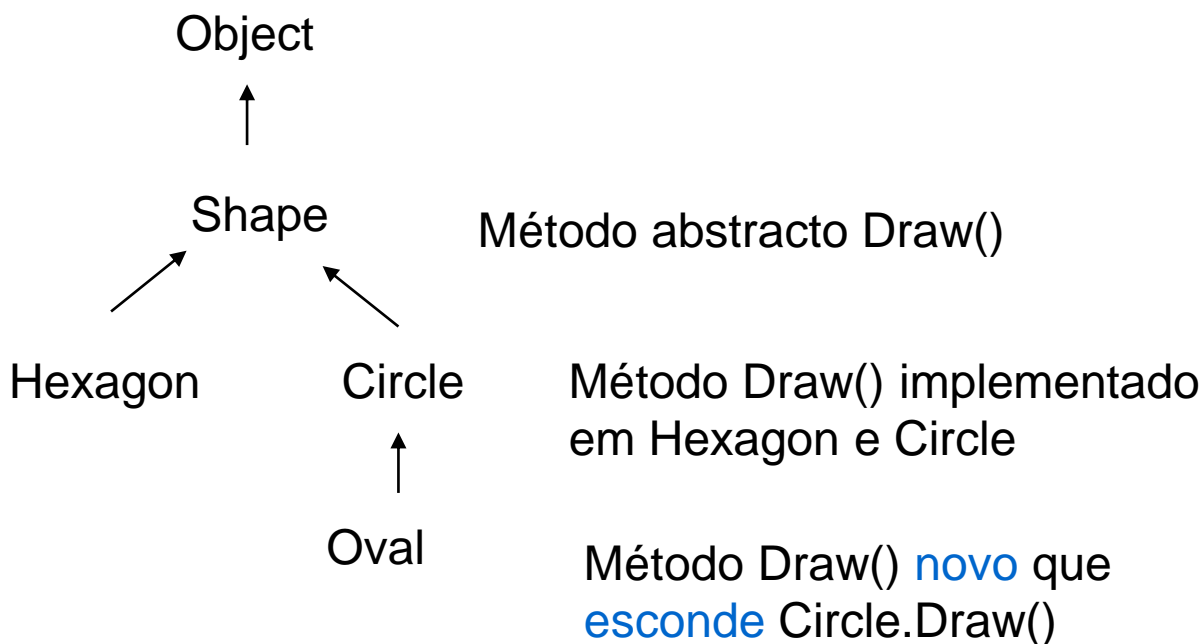 Object
Shape
Método abstracto Draw()
Hexagon
Circle
Método Draw() implementado
em Hexagon e Circle
Oval
Método Draw() novo que
esconde Circle.Draw()